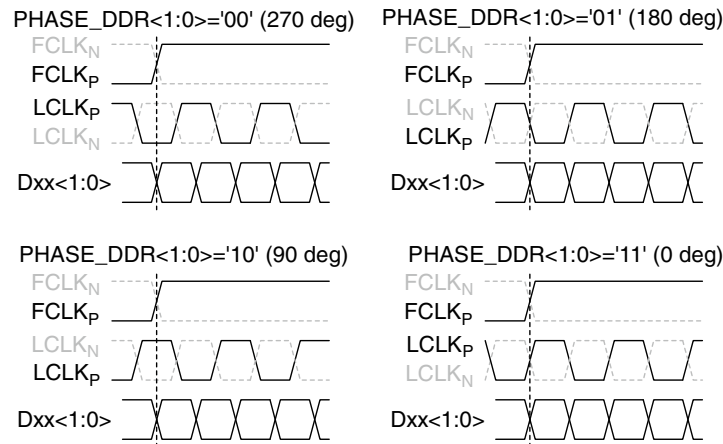 PHASE_DDR<1:0>='00' (270 deg)
FCLKN
FCLKP
LCLKP
LCLKN
Dxx<1:0>
PHASE_DDR<1:0>='01' (180 deg)
FCLKN
FCLKP
LCLKN
LCLKP
Dxx<1:0>
PHASE_DDR<1:0>='10' (90 deg)
FCLKN
FCLKP
LCLKN
LCLKP
Dxx<1:0>
PHASE_DDR<1:0>='11' (0 deg)
FCLKN
FCLKP
LCLKP
LCLKN
Dxx<1:0>